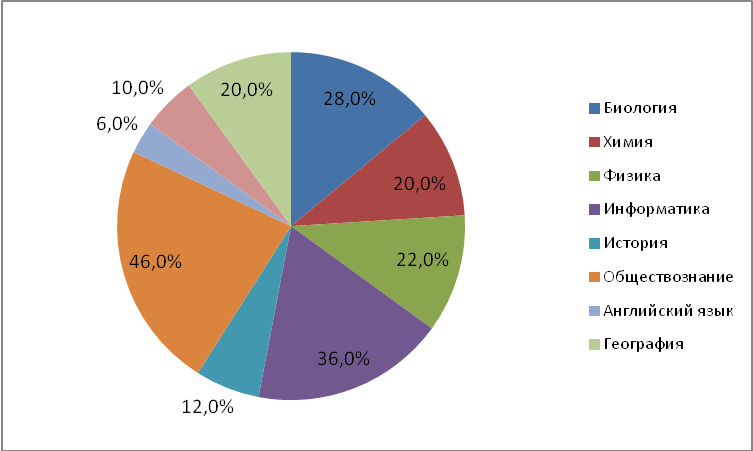 28,0%
20,0%
22,0%
36,0%
12,0%
46,0%
6,0%
10,0%
20,0%
Биология
Химия
Физика
Информатика
История
Обществознание
Английский язык
География